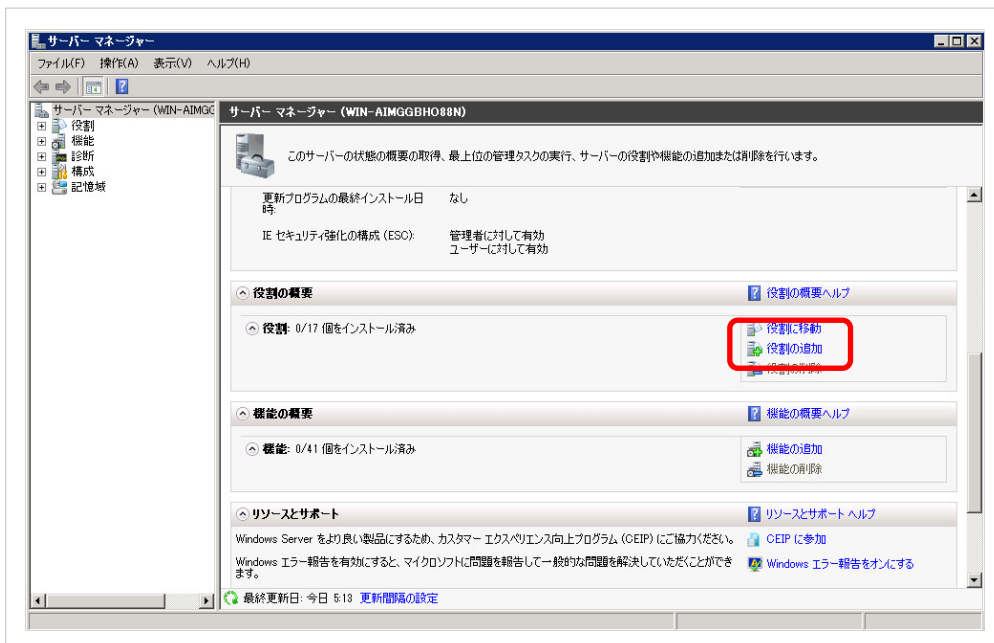 サーバー マネージャー
ファイル(F) 操作(A) 表示(V) ヘルプ(H)
サーバー マネージャー (WIN-AIMGG
役割
機能
診断
構成
記憶域
サーバー マネージャー (WIN-AIMGGBHO88N)
このサーバーの状態の概要の取得、最上位の管理タスクの実行、サーバーの役割や機能の追加または削除を行います。
更新プログラムの最終インストール日時: なし
IE セキュリティ強化の構成 (ESC): 管理者に対して有効
ユーザーに対して有効
役割の概要 役割の概要ヘルプ
役割: 0/17 個をインストール済み 役割に移動
役割の追加
役割の削除
機能の概要 機能の概要ヘルプ
機能: 0/41 個をインストール済み 機能の追加
機能の削除
リソースとサポート リソースとサポート ヘルプ
Windows Server をより良い製品にするため、カスタマー エクスペリエンス向上プログラム (CEIP) にご協力ください。 CEIP に参加
Windows エラー報告を有効にすると、マイクロソフトに問題を報告して一般的な問題を解決していただくことができます。 Windows エラー報告をオンにする
最終更新日: 今日 5:13 更新間隔の設定